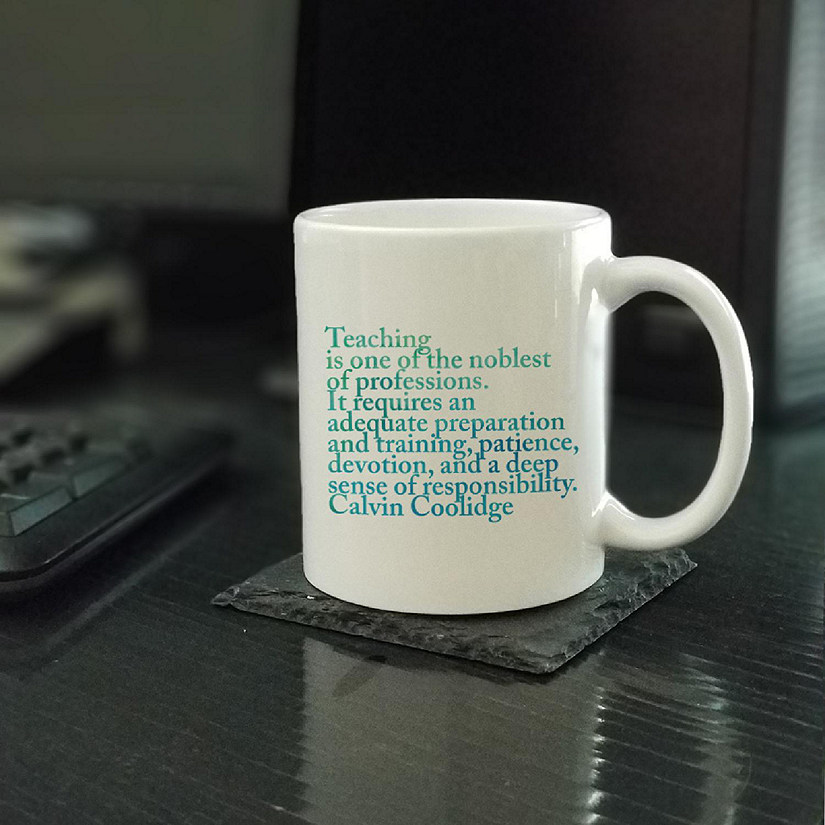 Teaching
is one of the noblest
of professions.
It requires an
adequate preparation
and training, patience,
devotion, and a deep
sense of responsibility.
Calvin Coolidge